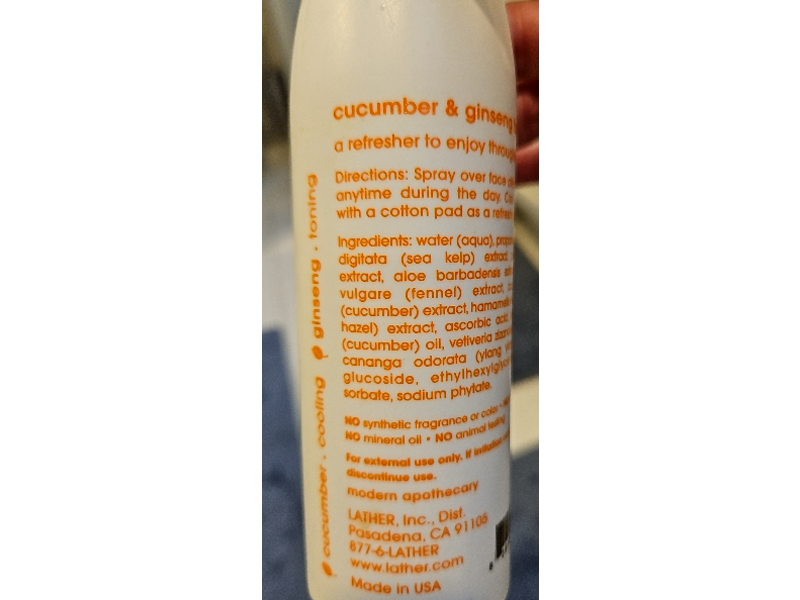 cucumber & ginseng
a refresher to enjoy
Directions: Spray over face
anytime during the day.
with a cotton pad as a
Ingredients: water (aqua),
digitata (sea kelp) extract
extract, aloe barbadensis
vulgare (fennel) extract,
(cucumber) extract,
hazel) extract, ascorbic acid,
(cucumber) oil, vetiveria
cananga odorata (ylang
glucoside,
sorbate, sodium phytate.
NO synthetic fragrance or color
NO mineral oil • NO animal testing
For external use only. If irritation
discontinue use.
modern apothecary
LATHER, Inc., Dist.
Pasadena, CA 91105
877-6-LATHER
www.lather.com
Made in USA
cucumber . cooling
ginseng . toning